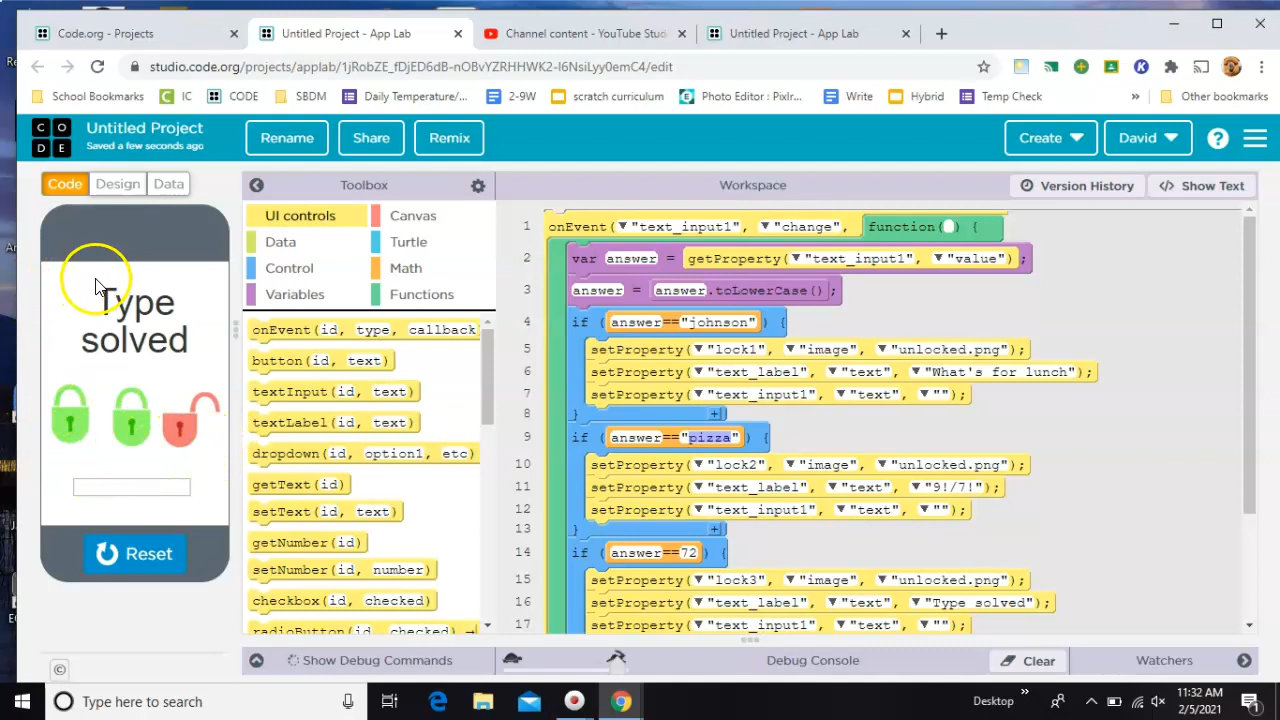 Code.org - Projects
Untitled Project - App Lab
Channel content - YouTube Stud
Untitled Project - App Lab
studio.code.org/projects/applab/1jRobZE_fDjED6dB-nOBvYZRHHWK2-I6NsiLyy0emC4/edit
School Bookmarks
IC
CODE
SBDM
Daily Temperature/...
2-9W
scratch curriculum
Photo Editor : Pixlr...
Write
Hybrid
Temp Check
»
Other bookmarks
C O D E
Untitled Project
Saved a few seconds ago
Rename
Share
Remix
Create
David
?
Code
Design
Data
Toolbox
Workspace
Version History
</> Show Text
UI controls
Canvas
Data
Turtle
Control
Math
Variables
Functions
onEvent(id, type, callback
button(id, text)
textInput(id, text)
textLabel(id, text)
dropdown(id, option1, etc)
getText(id)
setText(id, text)
getNumber(id)
setNumber(id, number)
checkbox(id, checked)
radioButton(id, checked)
Type
solved
Reset
1 onEvent(▼"text_input1", ▼"change", function( ) {
2 var answer = getProperty(▼"text_input1", ▼"value");
3 answer = answer.toLowerCase();
4 if (answer=="johnson") {
5 setProperty(▼"lock1", ▼"image", ▼"unlocked.png");
6 setProperty(▼"text_label", ▼"text", ▼"What's for lunch");
7 setProperty(▼"text_input1", ▼"text", ▼"");
8 }
9 if (answer=="pizza") {
10 setProperty(▼"lock2", ▼"image", ▼"unlocked.png");
11 setProperty(▼"text_label", ▼"text", ▼"9!/7!");
12 setProperty(▼"text_input1", ▼"text", ▼"");
13 }
14 if (answer==72) {
15 setProperty(▼"lock3", ▼"image", ▼"unlocked.png");
16 setProperty(▼"text_label", ▼"text", ▼"Type solved");
17 setProperty(▼"text_input1", ▼"text", ▼"");
Show Debug Commands
Debug Console
Clear
Watchers
©
Type here to search
Desktop
»
11:32 AM
2/5/2021
1